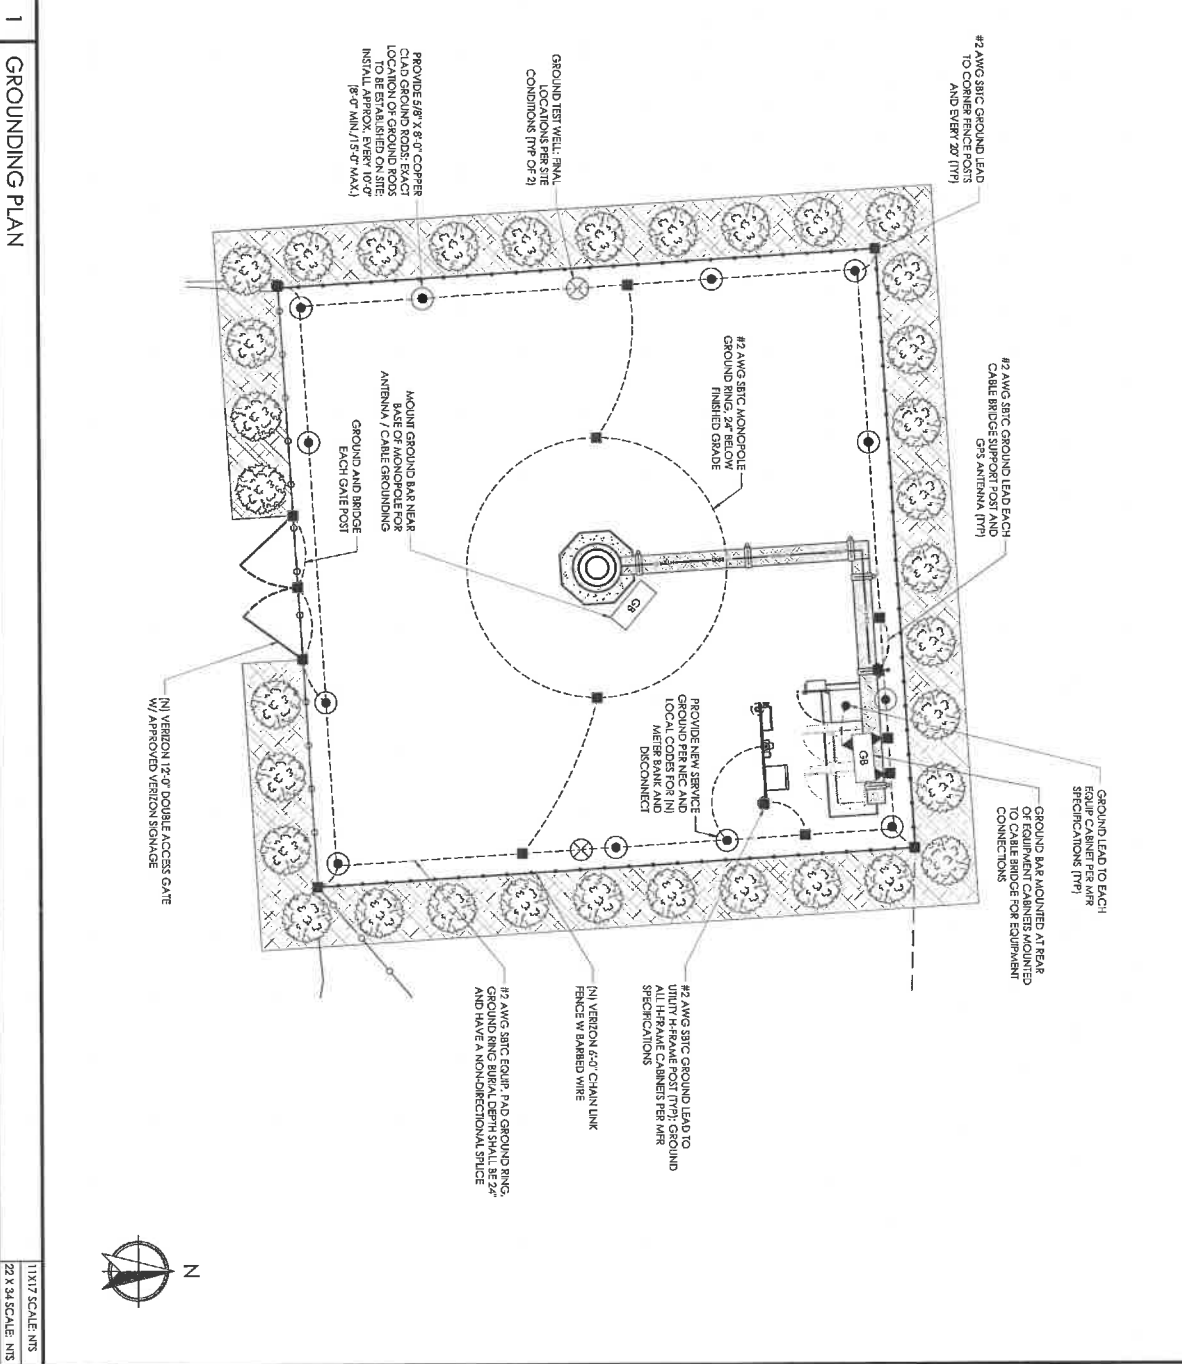 #2 AWG SBTC GROUND LEAD
TO CORNER FENCE POSTS
AND EVERY 20' (TYP)
GROUND TEST WELL; FINAL
LOCATIONS PER SITE
CONDITIONS (TYP OF 2)
PROVIDE 5/8" X 8'-0" COPPER
CLAD GROUND RODS; EXACT
LOCATION OF GROUND RODS
TO BE ESTABLISHED ON SITE;
INSTALL APPROX. EVERY 10'-0"
(8'-0" MIN./15'-0" MAX.)
#2 AWG SBTC GROUND LEAD EACH
CABLE BRIDGE SUPPORT POST AND
GPS ANTENNA (TYP)
#2 AWG SBTC MONOPOLE
GROUND RING, 24" BELOW
FINISHED GRADE
MOUNT GROUND BAR NEAR
BASE OF MONOPOLE FOR
ANTENNA / CABLE GROUNDING
GROUND AND BRIDGE
EACH GATE POST
GB
GB
PROVIDE NEW SERVICE
GROUND PER NEC AND
LOCAL CODES FOR (N)
METER BANK AND
DISCONNECT
(N) VERIZON 12'-0" DOUBLE ACCESS GATE
W/ APPROVED VERIZON SIGNAGE
GROUND LEAD TO EACH
EQUIP CABINET PER MFR
SPECIFICATIONS (TYP)
GROUND BAR MOUNTED AT REAR
OF EQUIPMENT CABINETS MOUNTED
TO CABLE BRIDGE FOR EQUIPMENT
CONNECTIONS
#2 AWG SBTC GROUND LEAD TO
UTILITY H-FRAME POST (TYP); GROUND
ALL H-FRAME CABINETS PER MFR
SPECIFICATIONS
(N) VERIZON 6'-0" CHAIN LINK
FENCE W BARBED WIRE
#2 AWG SBTC EQUIP. PAD GROUND RING,
GROUND RING BURIAL DEPTH SHALL BE 24"
AND HAVE A NON-DIRECTIONAL SPLICE
N
1
GROUNDING PLAN
11X17 SCALE: NTS
22 X 34 SCALE: NTS